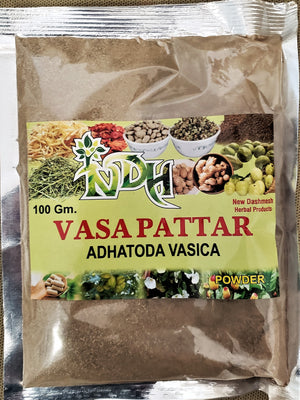 NDH
New Dashmesh
Herbal Products
100 Gm.
VASA PATTAR
ADHATODA VASICA
POWDER